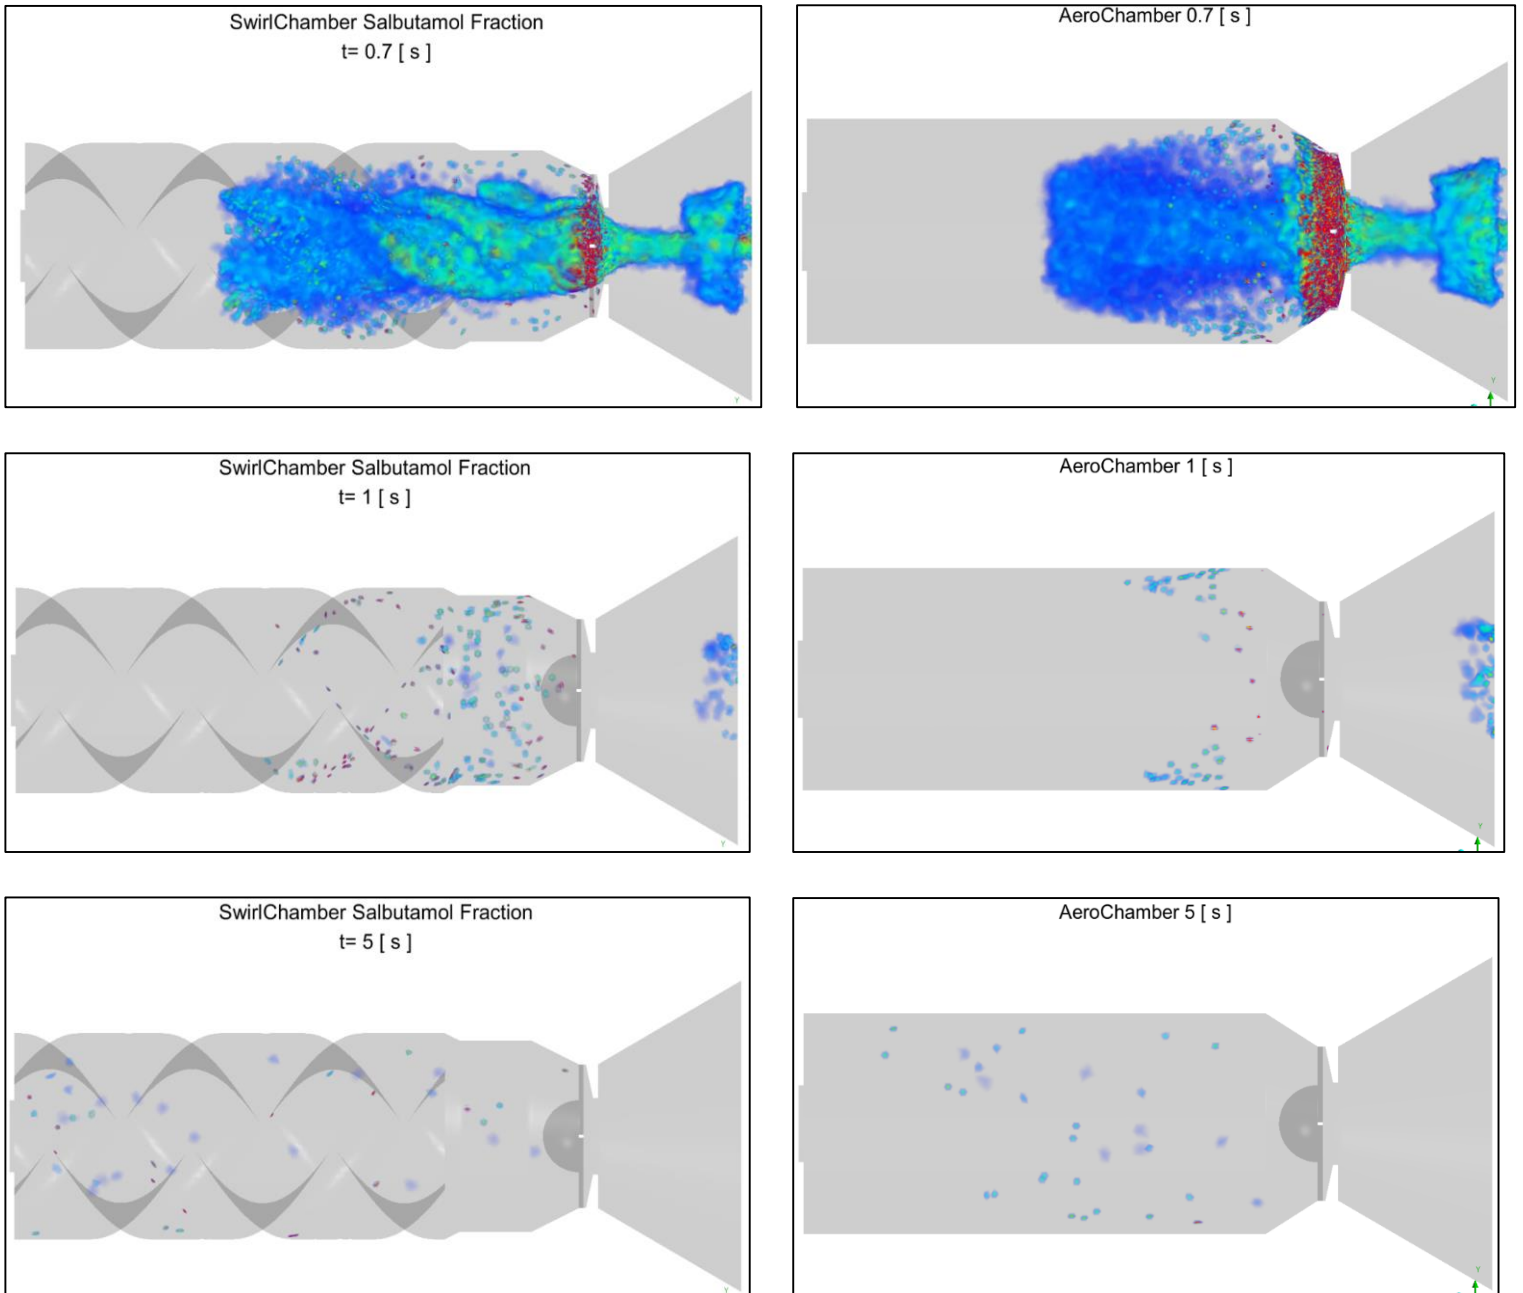 SwirlChamber Salbutamol Fraction
t= 0.7 [ s ]
AeroChamber 0.7 [ s ]
Y
Y
SwirlChamber Salbutamol Fraction
t= 1 [ s ]
AeroChamber 1 [ s ]
Y
Y
SwirlChamber Salbutamol Fraction
t= 5 [ s ]
AeroChamber 5 [ s ]
Y
Y